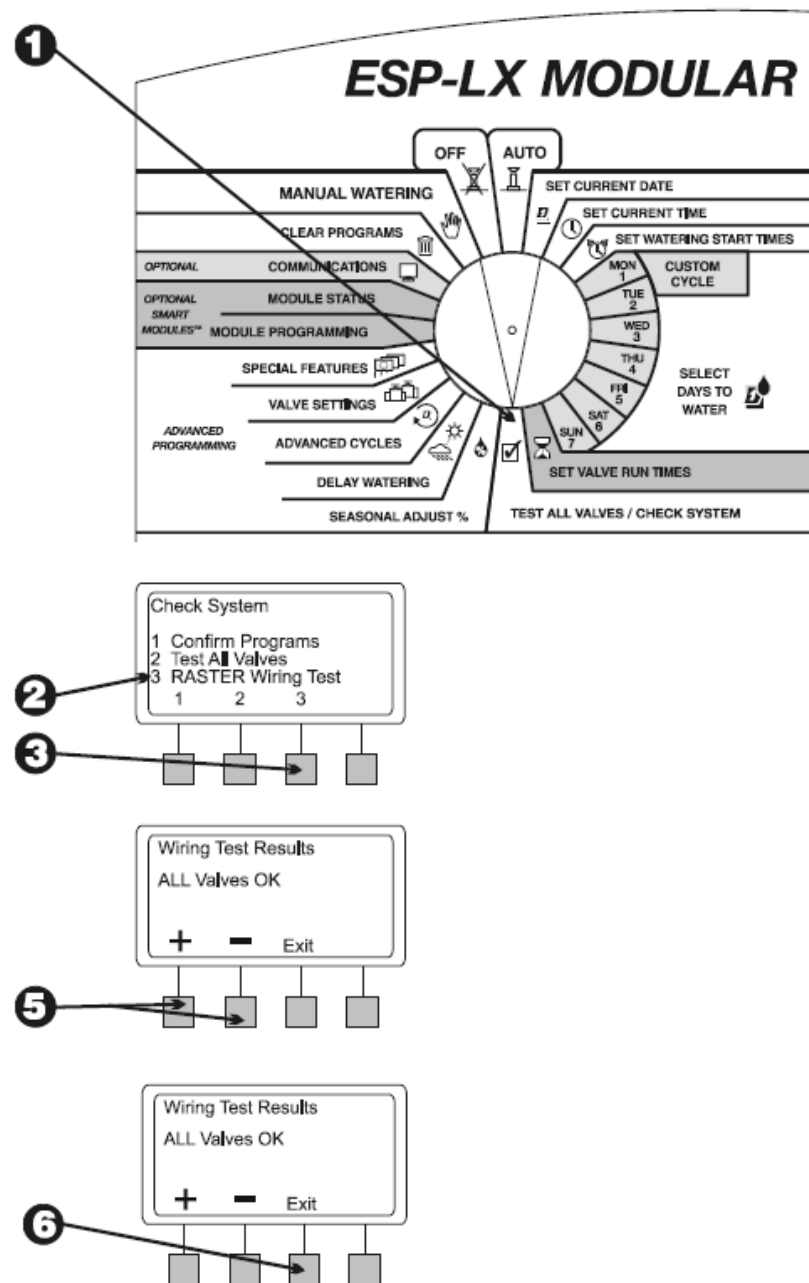 1
ESP-LX MODULAR
OFF
AUTO
MANUAL WATERING
SET CURRENT DATE
CLEAR PROGRAMS
SET CURRENT TIME
SET WATERING START TIMES
OPTIONAL
COMMUNICATIONS
MON
1
CUSTOM
CYCLE
OPTIONAL
SMART
MODULES™
MODULE STATUS
MODULE PROGRAMMING
TUE
2
WED
3
THU
4
FRI
5
SAT
6
SUN
7
SELECT
DAYS TO
WATER
SPECIAL FEATURES
VALVE SETTINGS
ADVANCED
PROGRAMMING
ADVANCED CYCLES
DELAY WATERING
SEASONAL ADJUST %
SET VALVE RUN TIMES
TEST ALL VALVES / CHECK SYSTEM
Check System
1 Confirm Programs
2 Test All Valves
3 RASTER Wiring Test
1 2 3
2
3
Wiring Test Results
ALL Valves OK
+ − Exit
5
Wiring Test Results
ALL Valves OK
+ − Exit
6